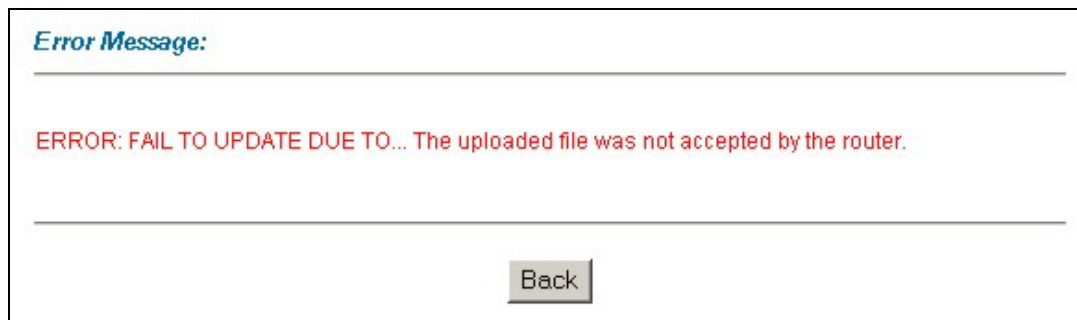 Error Message:
ERROR: FAIL TO UPDATE DUE TO... The uploaded file was not accepted by the router.
Back